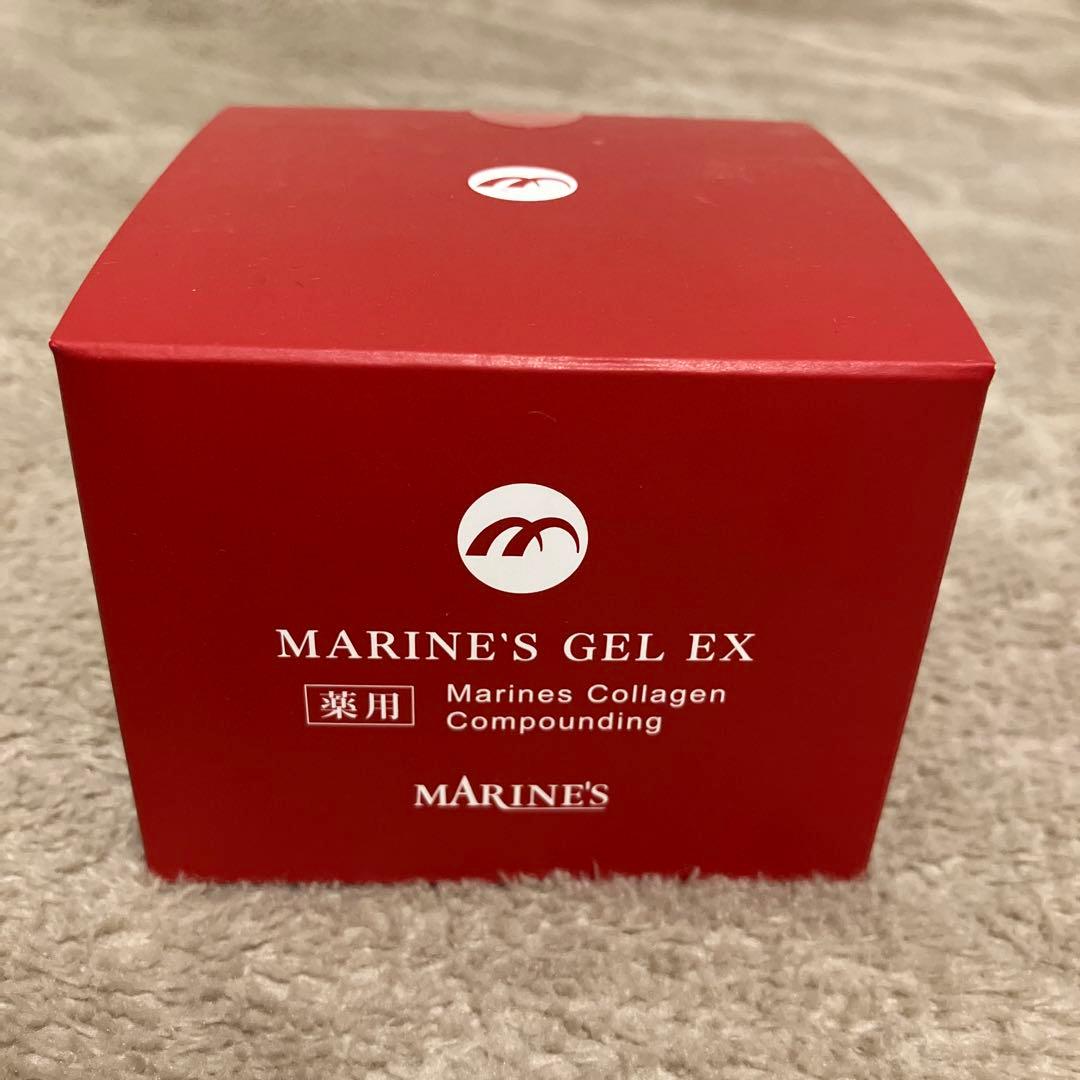 MARINE'S GEL EX
薬用
Marines Collagen
Compounding
MARINE'S